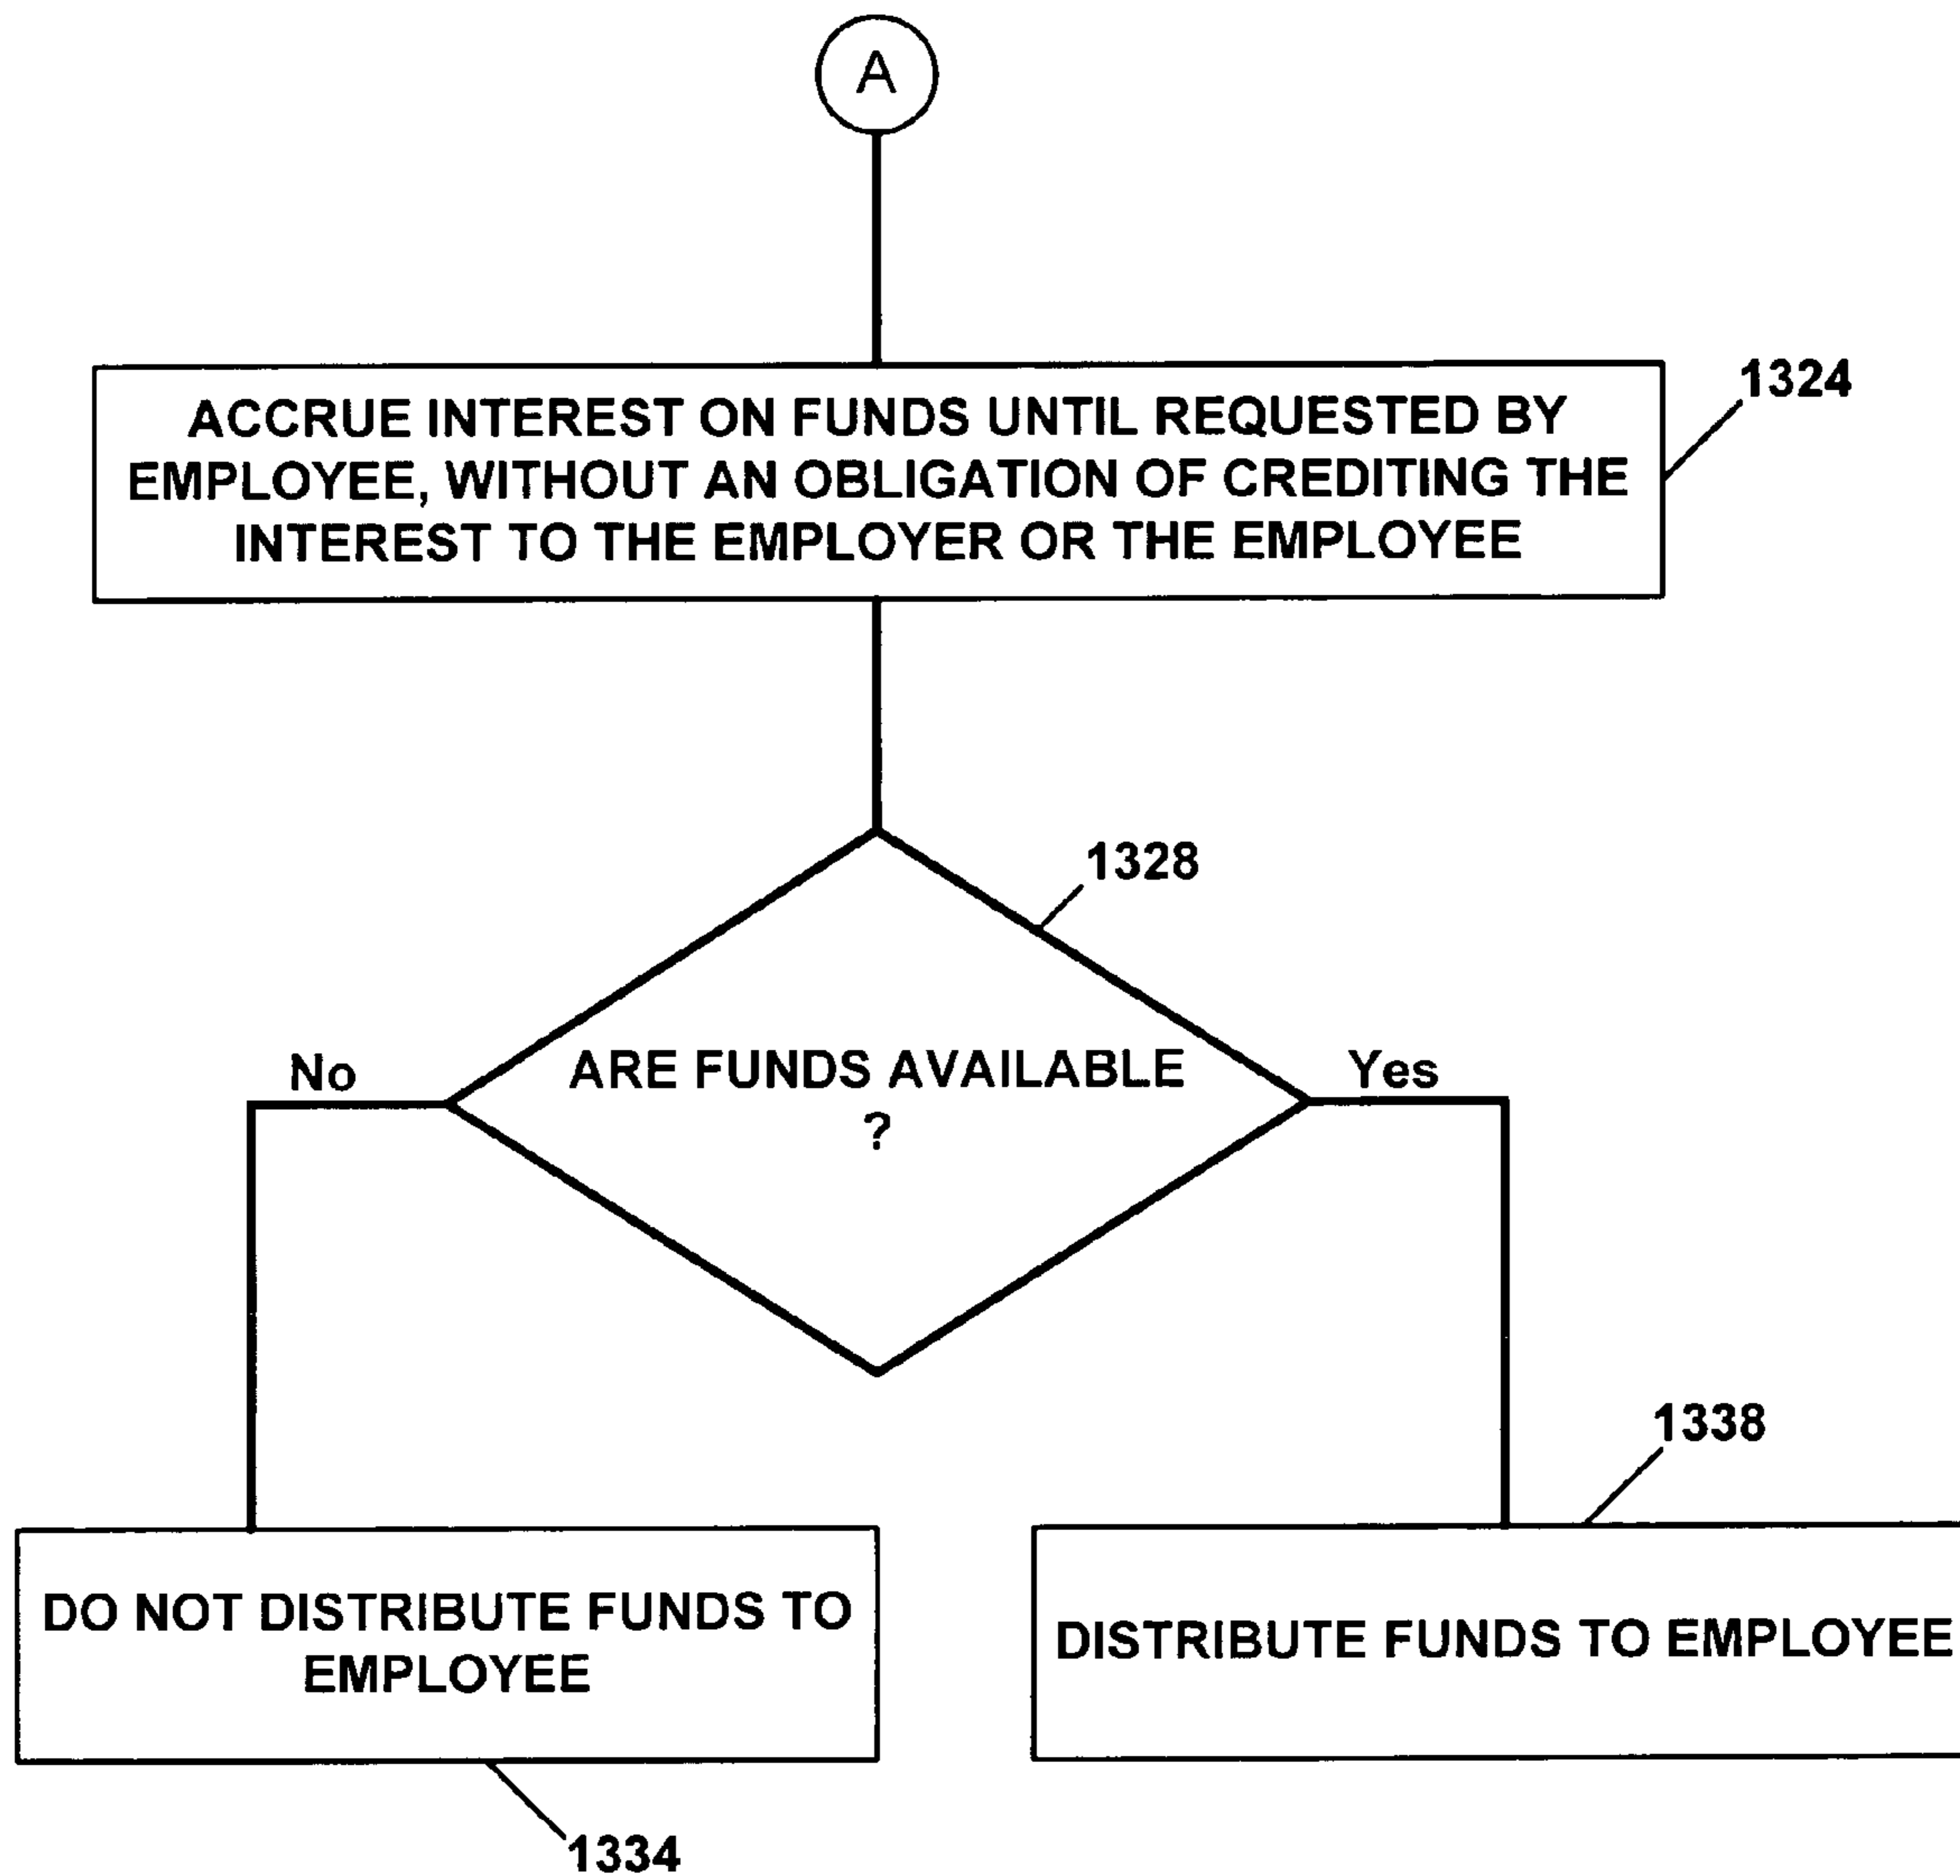 A
1324
ACCRUE INTEREST ON FUNDS UNTIL REQUESTED BY
EMPLOYEE, WITHOUT AN OBLIGATION OF CREDITING THE
INTEREST TO THE EMPLOYER OR THE EMPLOYEE
1328
No
ARE FUNDS AVAILABLE
?
Yes
1338
DO NOT DISTRIBUTE FUNDS TO
EMPLOYEE
DISTRIBUTE FUNDS TO EMPLOYEE
1334